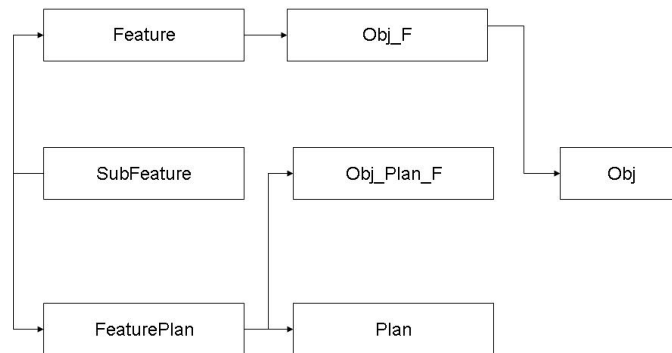 Feature
Obj_F
SubFeature
Obj_Plan_F
Obj
FeaturePlan
Plan